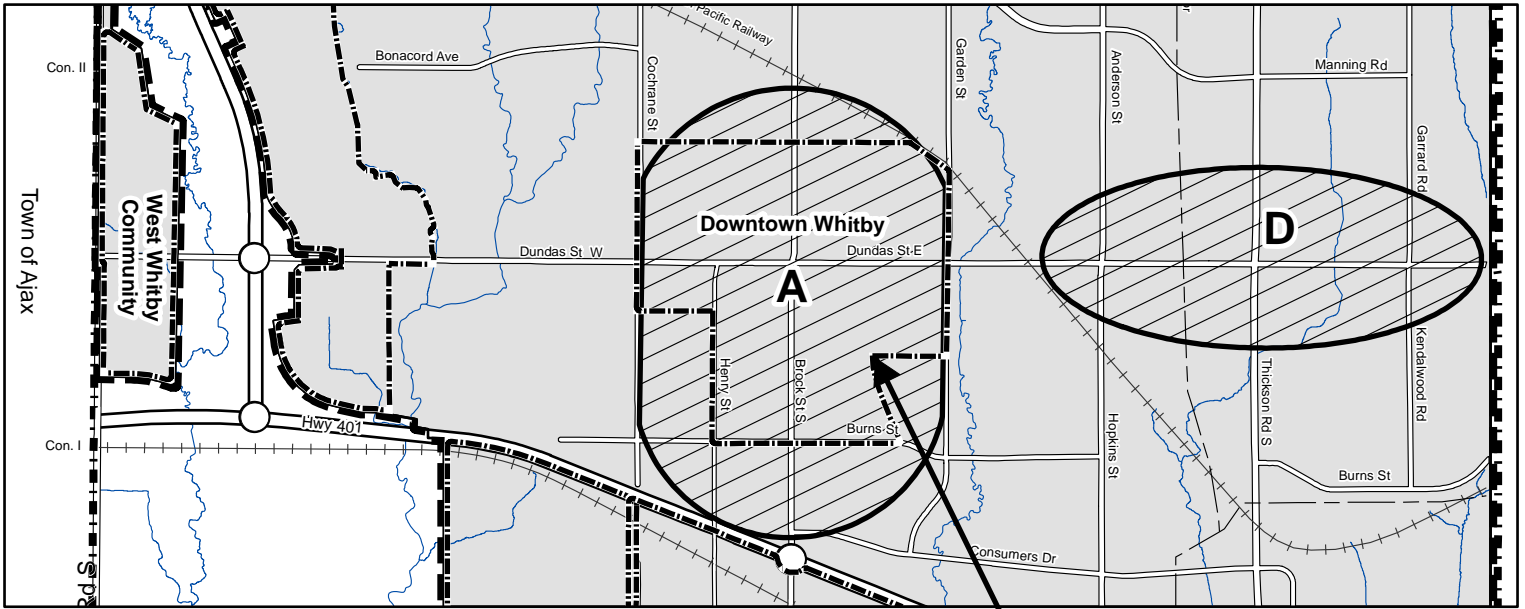 Pacific Railway
Bonacord Ave
Con. II
Cochrane St
Garden St
Anderson St
Manning Rd
Garrard Rd
Town of Ajax
West Whitby
Community
Downtown Whitby
D
Dundas St W
Dundas St E
A
Henry St
Brock St S
Thickson Rd S
Kendalwood Rd
Hwy 401
Burns St
Con. I
Hopkins St
Burns St
Consumers Dr